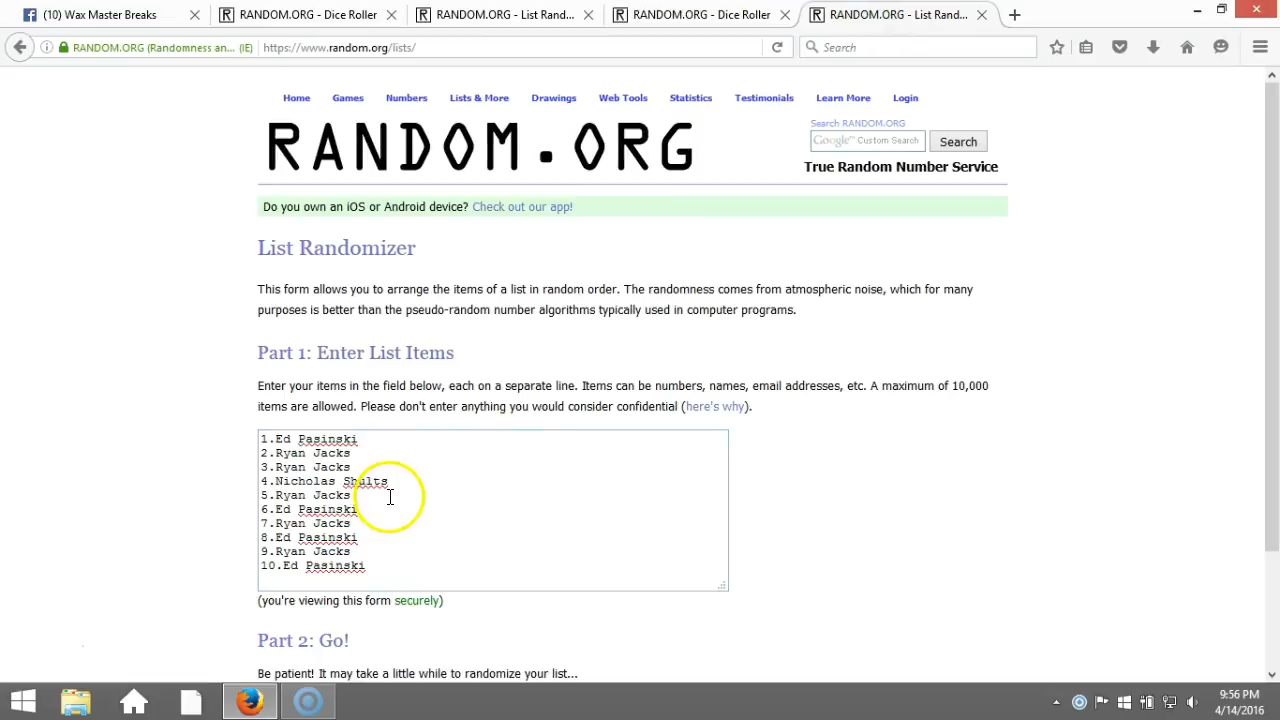 (10) Wax Master Breaks
RANDOM.ORG - Dice Roller
RANDOM.ORG - List Rand...
RANDOM.ORG - Dice Roller
RANDOM.ORG - List Rand...
RANDOM.ORG (Randomness an... (IE)
https://www.random.org/lists/
Search
Home Games Numbers Lists & More Drawings Web Tools Statistics Testimonials Learn More Login
RANDOM.ORG
Search RANDOM.ORG
Google™ Custom Search
Search
True Random Number Service
Do you own an iOS or Android device? Check out our app!
List Randomizer
This form allows you to arrange the items of a list in random order. The randomness comes from atmospheric noise, which for many
purposes is better than the pseudo-random number algorithms typically used in computer programs.
Part 1: Enter List Items
Enter your items in the field below, each on a separate line. Items can be numbers, names, email addresses, etc. A maximum of 10,000
items are allowed. Please don't enter anything you would consider confidential (here's why).
1.Ed Pasinski
2.Ryan Jacks
3.Ryan Jacks
4.Nicholas Shults
5.Ryan Jacks
6.Ed Pasinski
7.Ryan Jacks
8.Ed Pasinski
9.Ryan Jacks
10.Ed Pasinski
(you're viewing this form securely)
Part 2: Go!
Be patient! It may take a little while to randomize your list...
9:56 PM
4/14/2016